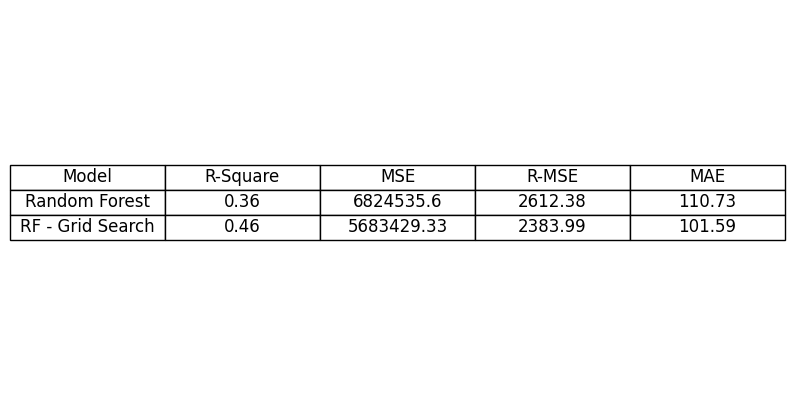 Model R-Square MSE R-MSE MAE
Random Forest 0.36 6824535.6 2612.38 110.73
RF - Grid Search 0.46 5683429.33 2383.99 101.59